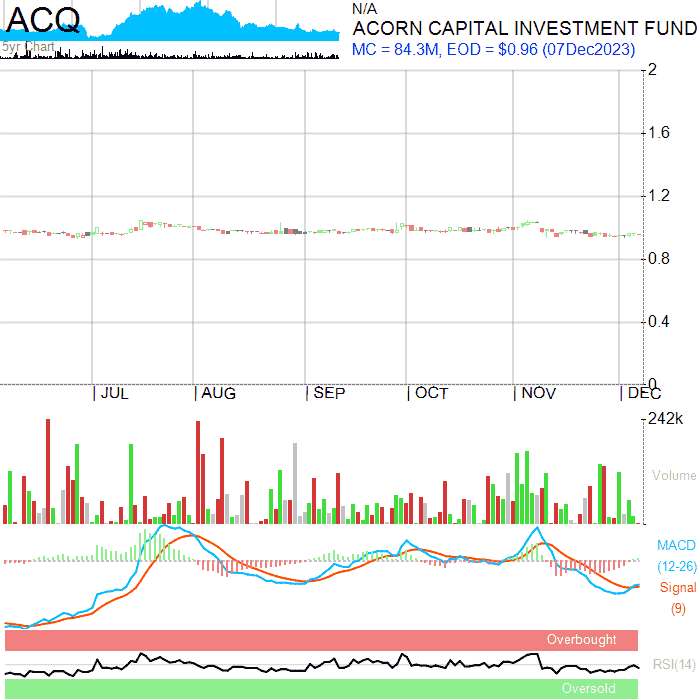 ACQ
5yr Chart
N/A
ACORN CAPITAL INVESTMENT FUND
MC = 84.3M, EOD = $0.96 (07Dec2023)
2
1.6
1.2
0.8
0.4
0
| JUL | AUG | SEP | OCT | NOV | DEC
242k
Volume
MACD
(12-26)
Signal
(9)
Overbought
RSI(14)
Oversold